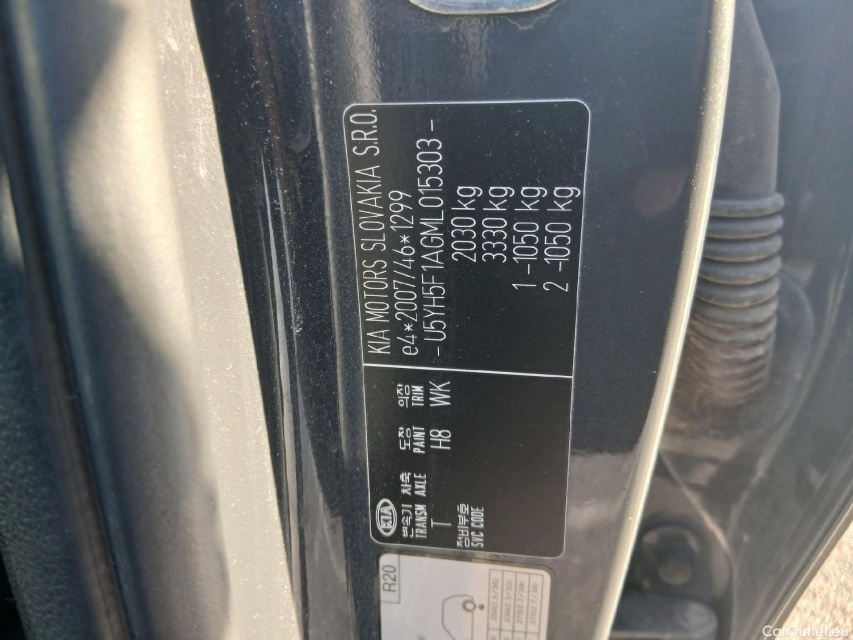 KIA MOTORS SLOVAKIA S.R.O.
e4*2007/46*1299
- U5YH5F1AGML015303 -
2030 kg
3330 kg
1 -1050 kg
2 -1050 kg
KIA
변속기 차축 도장 의장
TRANSM AXLE PAINT TRIM
T H8 WK
정비부호
SVC CODE
R20
CarOutlet.eu